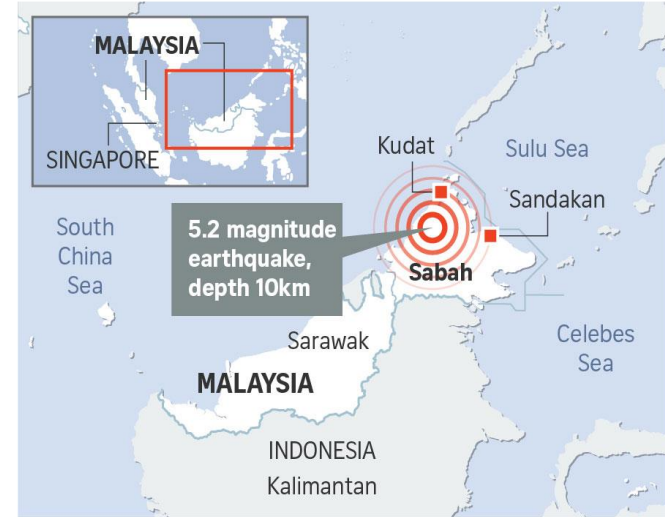 MALAYSIA
SINGAPORE
Kudat
Sulu Sea
Sandakan
South
China
Sea
5.2 magnitude
earthquake,
depth 10km
Sabah
Sarawak
Celebes
Sea
MALAYSIA
INDONESIA
Kalimantan